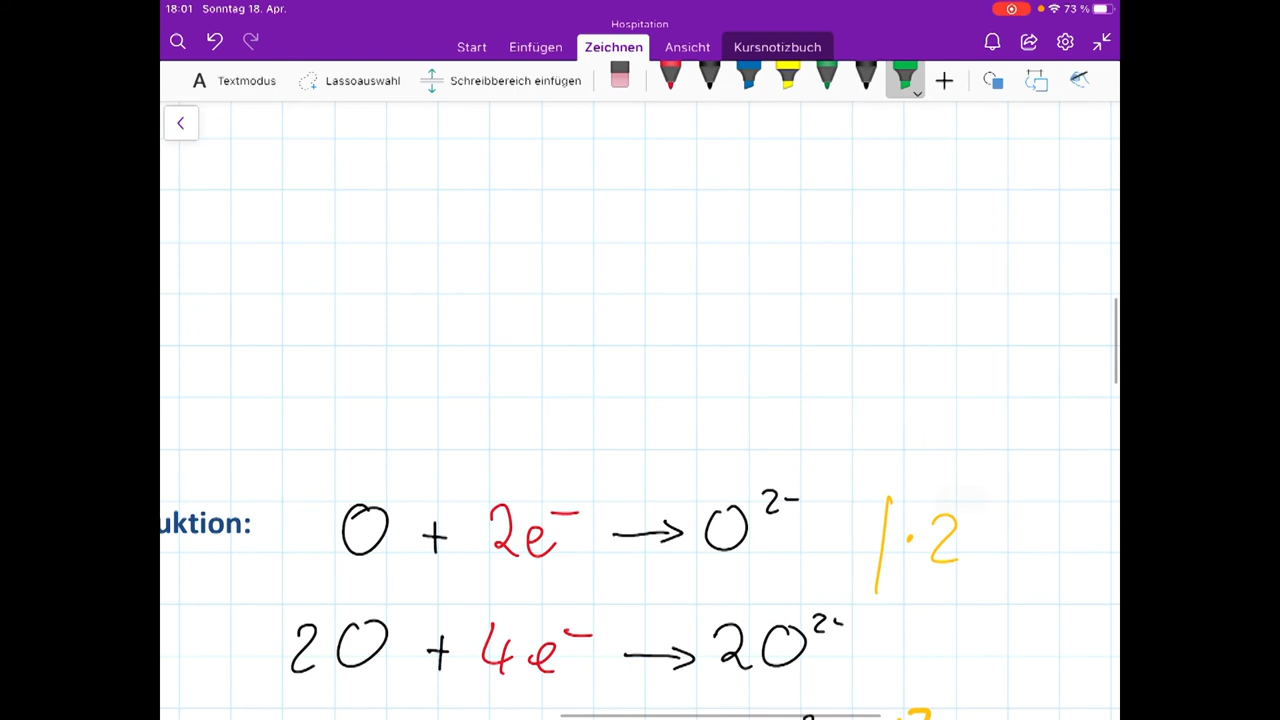 18:01 Sonntag 18. Apr. 73 %
Hospitation
Start Einfügen Zeichnen Ansicht Kursnotizbuch
A Textmodus Lassoauswahl Schreibbereich einfügen
uktion: O + 2e⁻ → O²⁻ | · 2
2O + 4e⁻ → 2O²⁻